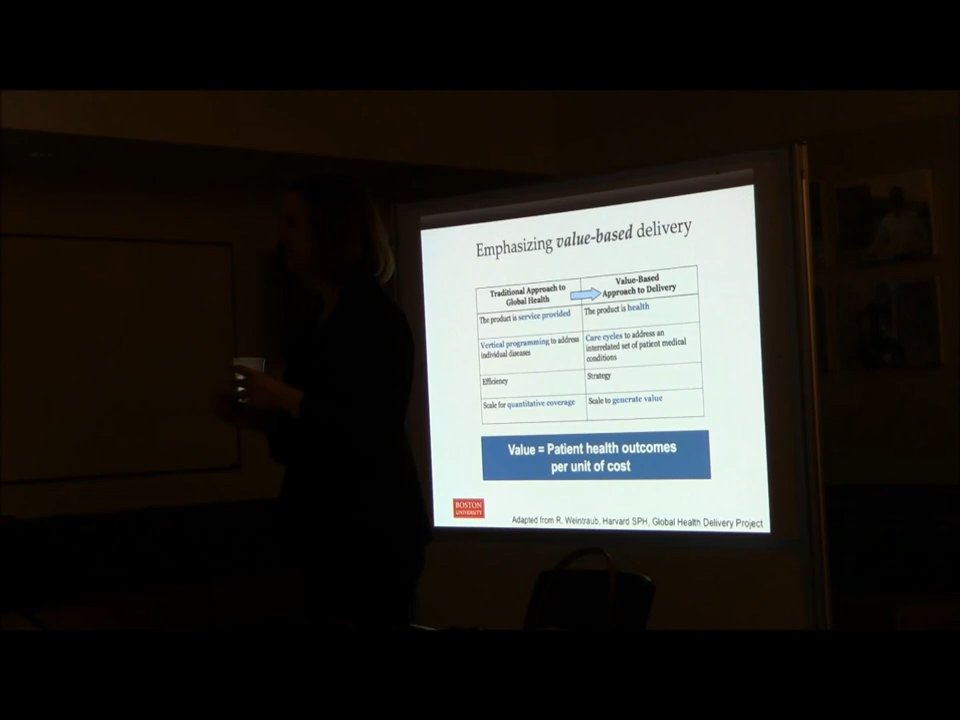 Emphasizing value-based delivery
Traditional Approach to
Global Health
Value-Based
Approach to Delivery
The product is service provided
The product is health
Vertical programming to address
individual diseases
Care cycles to address an
interrelated set of patient medical
conditions
Efficiency
Strategy
Scale for quantitative coverage
Scale to generate value
Value = Patient health outcomes
per unit of cost
BOSTON
UNIVERSITY
Adapted from R. Weintraub, Harvard SPH, Global Health Delivery Project